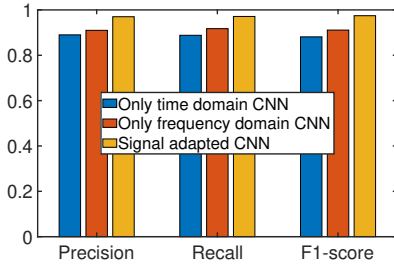 1
0.8
0.6
0.4
0.2
0
Only time domain CNN
Only frequency domain CNN
Signal adapted CNN
Precision Recall F1-score